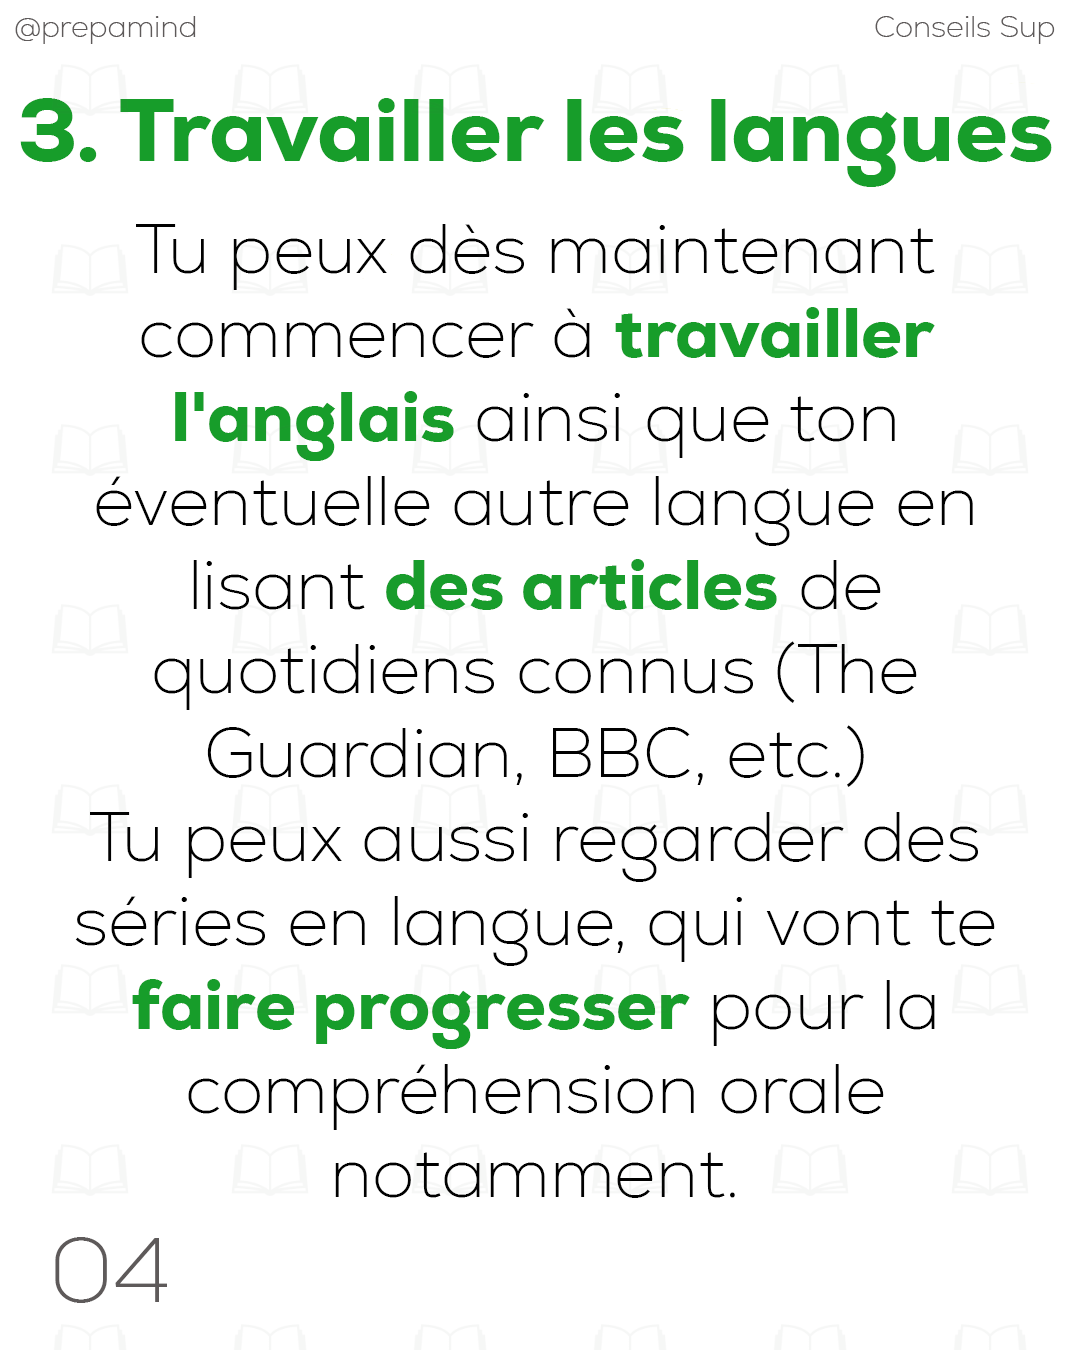 @prepamind
Conseils Sup
3. Travailler les langues
Tu peux dès maintenant
commencer à travailler
l'anglais ainsi que ton
éventuelle autre langue en
lisant des articles de
quotidiens connus (The
Guardian, BBC, etc.)
Tu peux aussi regarder des
séries en langue, qui vont te
faire progresser pour la
compréhension orale
notamment.
04